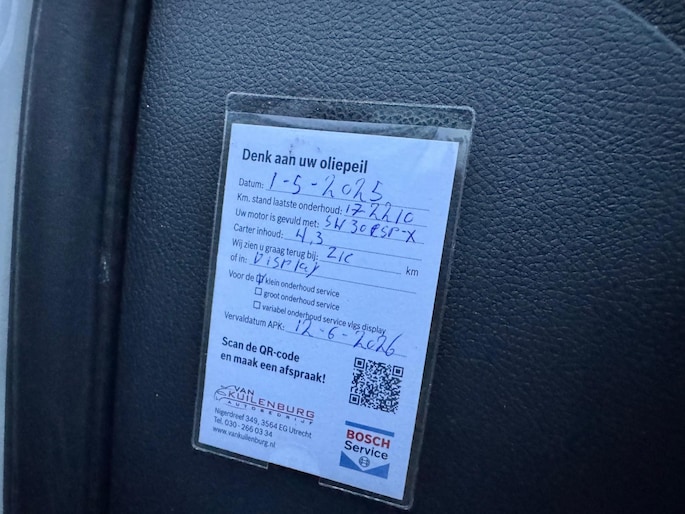 Denk aan uw oliepeil
Datum: 1-5-2025
Km. stand laatste onderhoud: 172210
Uw motor is gevuld met: 5W30 PSP-X
Carter inhoud: 4,3
Wij zien u graag terug bij: ZIE km
of in: DISPlAy
Voor de ☑ klein onderhoud service
☐ groot onderhoud service
☐ variabel onderhoud service vlgs display
Vervaldatum APK: 12-6-2026
Scan de QR-code
en maak een afspraak!
VAN
KUILENBURG
AUTOBEDRIJF
Nigerdreef 349, 3564 EG Utrecht
Tel. 030 - 266 03 34
www.vankuilenburg.nl
BOSCH
Service